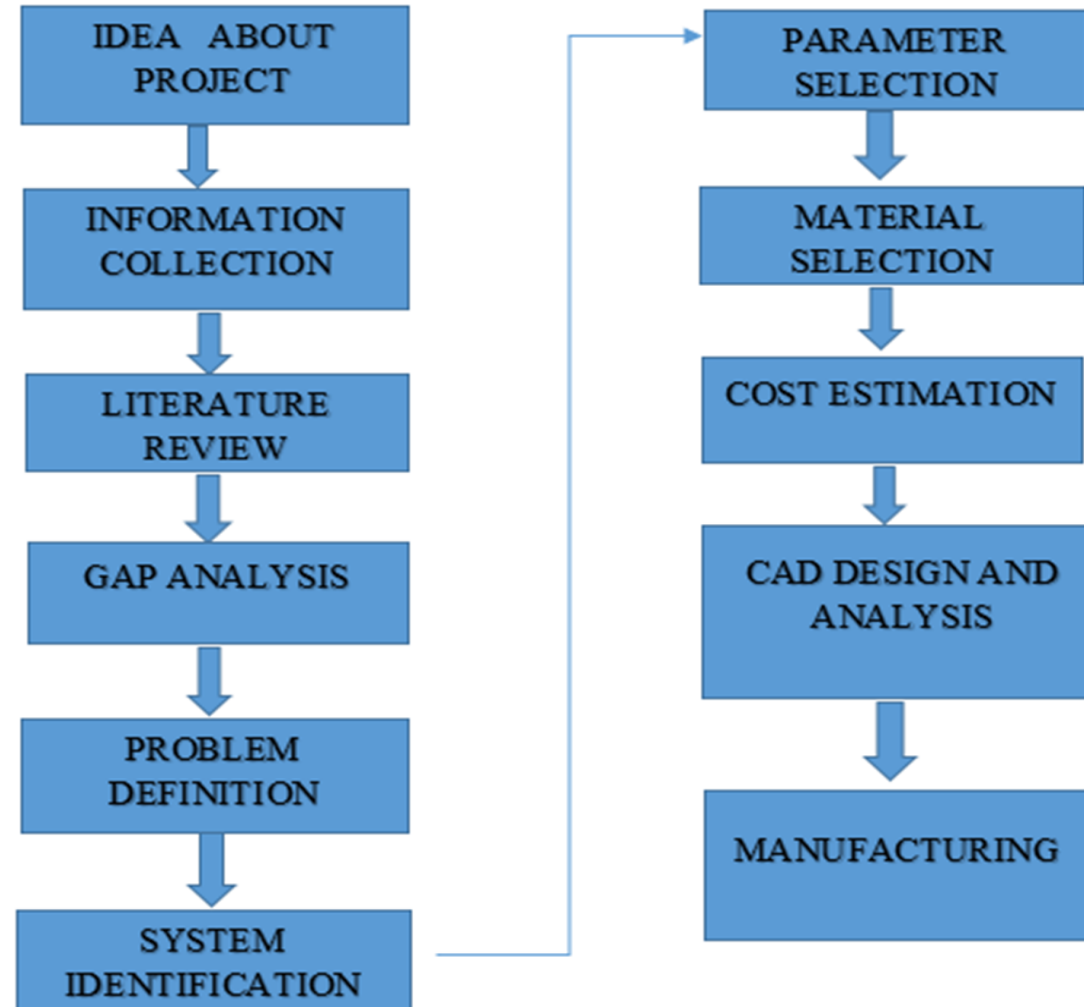 IDEA ABOUT
PROJECT
INFORMATION
COLLECTION
LITERATURE
REVIEW
GAP ANALYSIS
PROBLEM
DEFINITION
SYSTEM
IDENTIFICATION
PARAMETER
SELECTION
MATERIAL
SELECTION
COST ESTIMATION
CAD DESIGN AND
ANALYSIS
MANUFACTURING